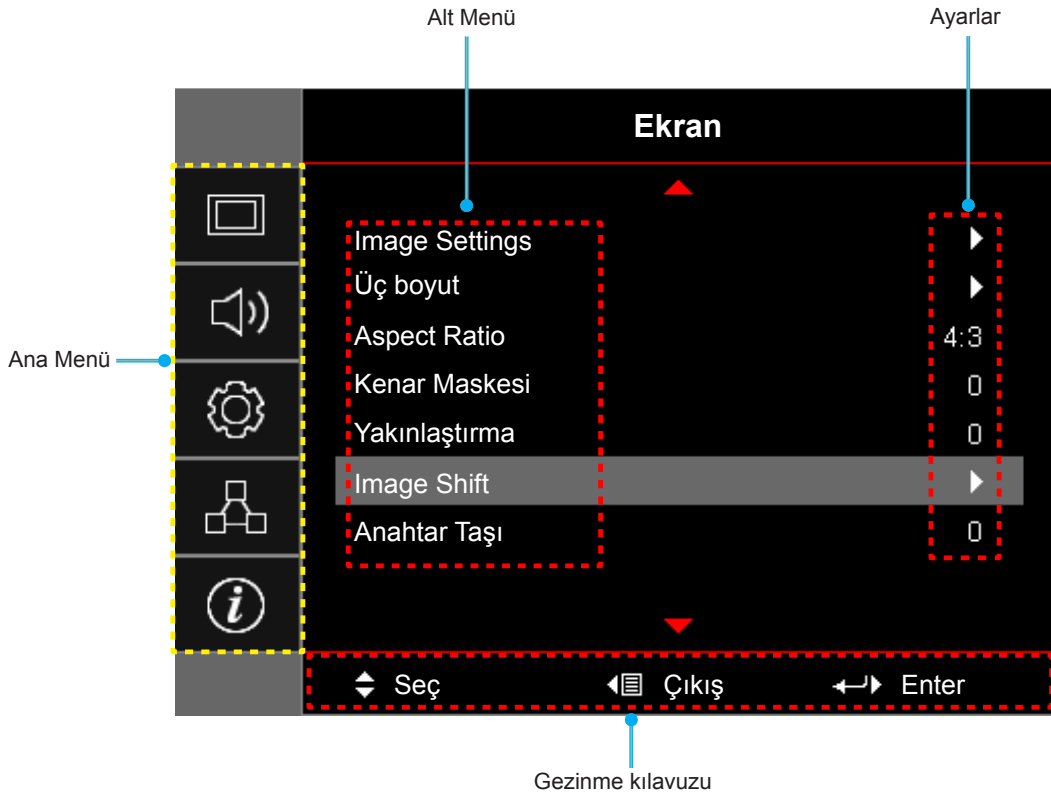 Alt Menü
Ayarlar
Ekran
Image Settings
Üç boyut
Aspect Ratio 4:3
Ana Menü
Kenar Maskesi 0
Yakınlaştırma 0
Image Shift
Anahtar Taşı 0
i
Seç Çıkış Enter
Gezinme kılavuzu